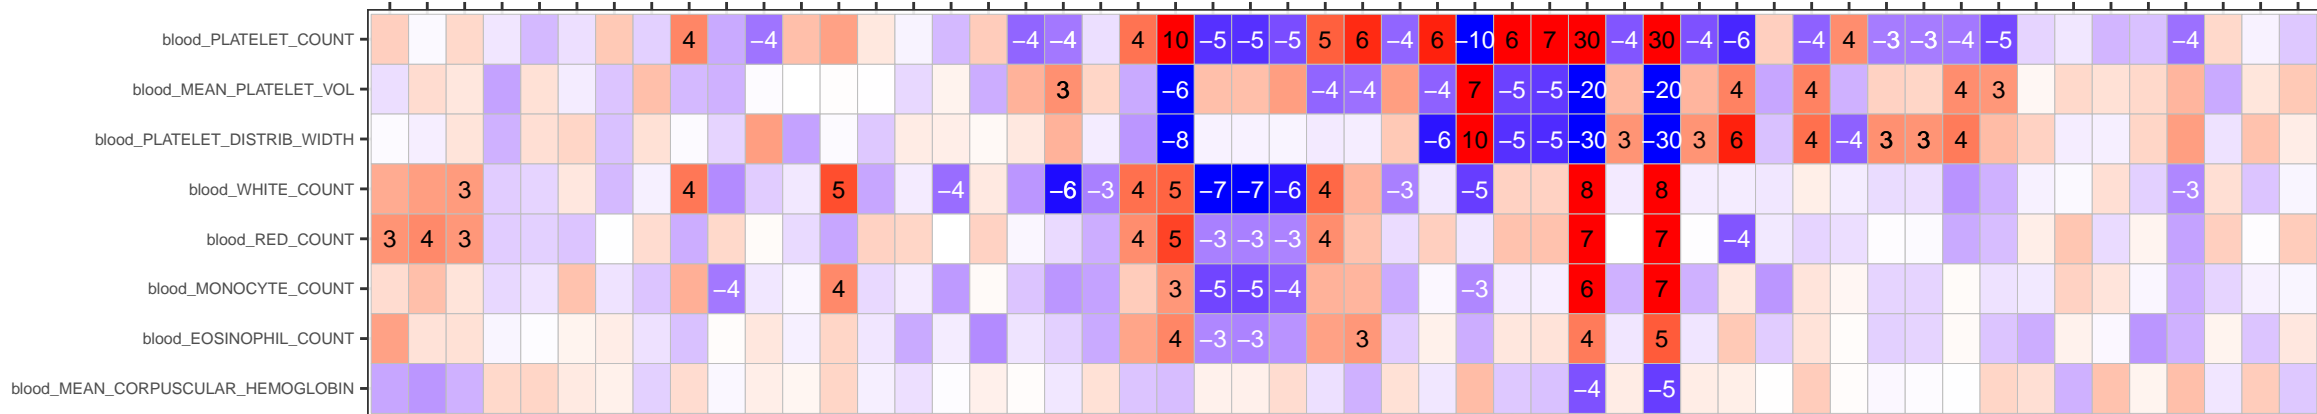 blood_PLATELET_COUNT 4 −4 −4 −4 4 10 −5 −5 −5 5 6 −4 6 −10 6 7 30 −4 30 −4 −6 −4 4 −3 −3 −4 −5 −4
blood_MEAN_PLATELET_VOL 3 −6 −4 −4 −4 7 −5 −5 −20 −20 4 4 4 3
blood_PLATELET_DISTRIB_WIDTH −8 −6 10 −5 −5 −30 3 −30 3 6 4 −4 3 3 4
blood_WHITE_COUNT 3 4 5 −4 −6 −3 4 5 −7 −7 −6 4 −3 −5 8 8 −3
blood_RED_COUNT 3 4 3 4 5 −3 −3 −3 4 7 7 −4
blood_MONOCYTE_COUNT −4 4 3 −5 −5 −4 −3 6 7
blood_EOSINOPHIL_COUNT 4 −3 −3 3 4 5
blood_MEAN_CORPUSCULAR_HEMOGLOBIN −4 −5